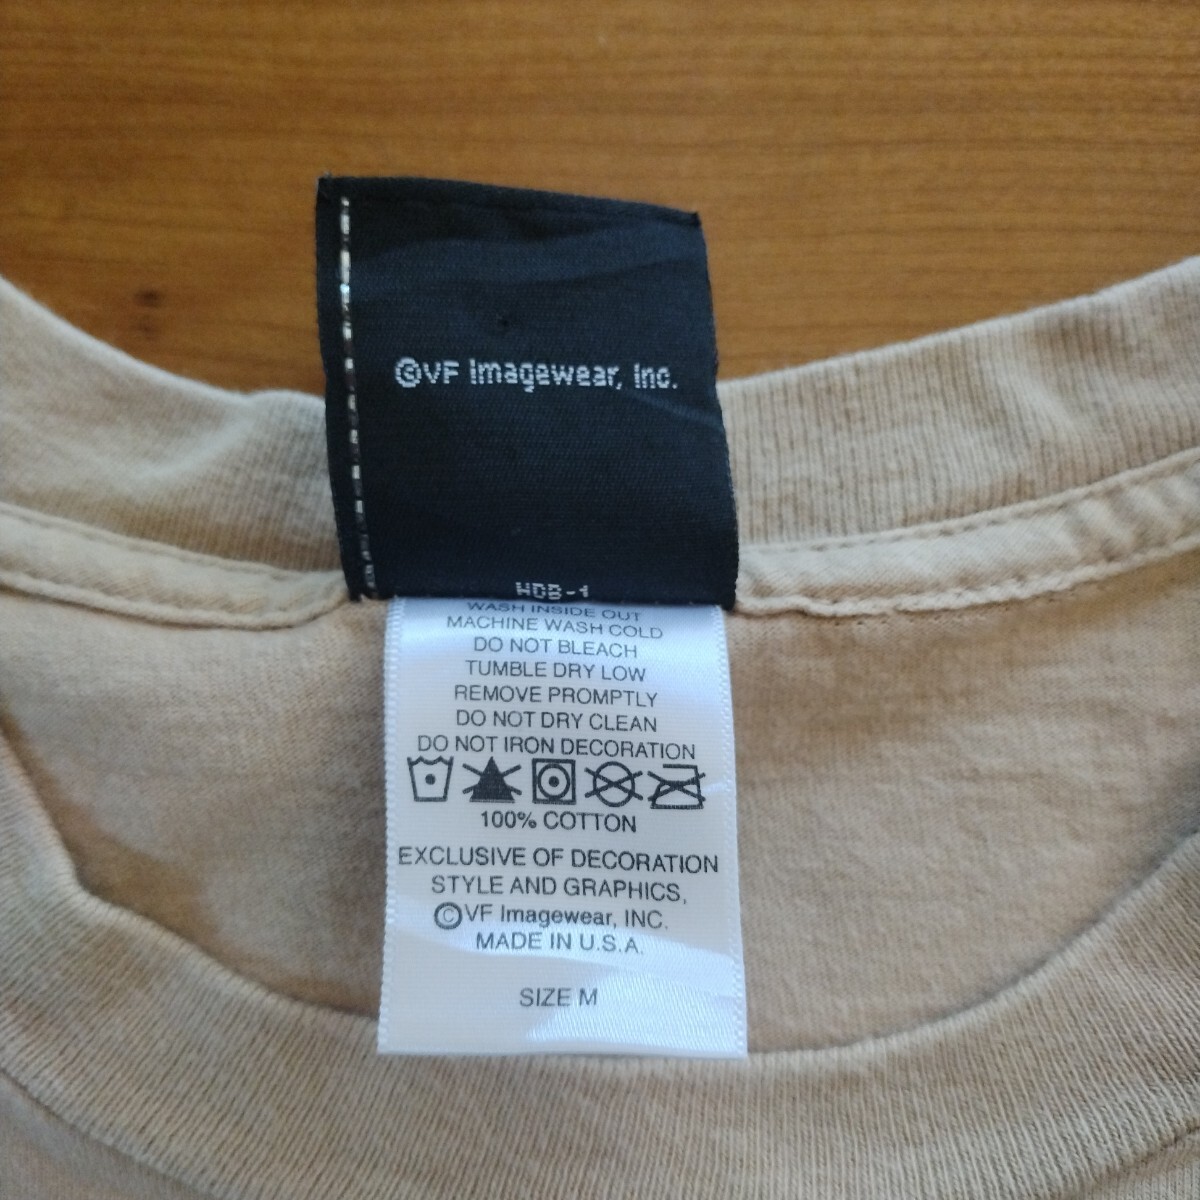 ©VF Imagewear, Inc.
HDB-1
WASH INSIDE OUT
MACHINE WASH COLD
DO NOT BLEACH
TUMBLE DRY LOW
REMOVE PROMPTLY
DO NOT DRY CLEAN
DO NOT IRON DECORATION
100% COTTON
EXCLUSIVE OF DECORATION
STYLE AND GRAPHICS,
©VF Imagewear, INC.
MADE IN U.S.A.
SIZE M